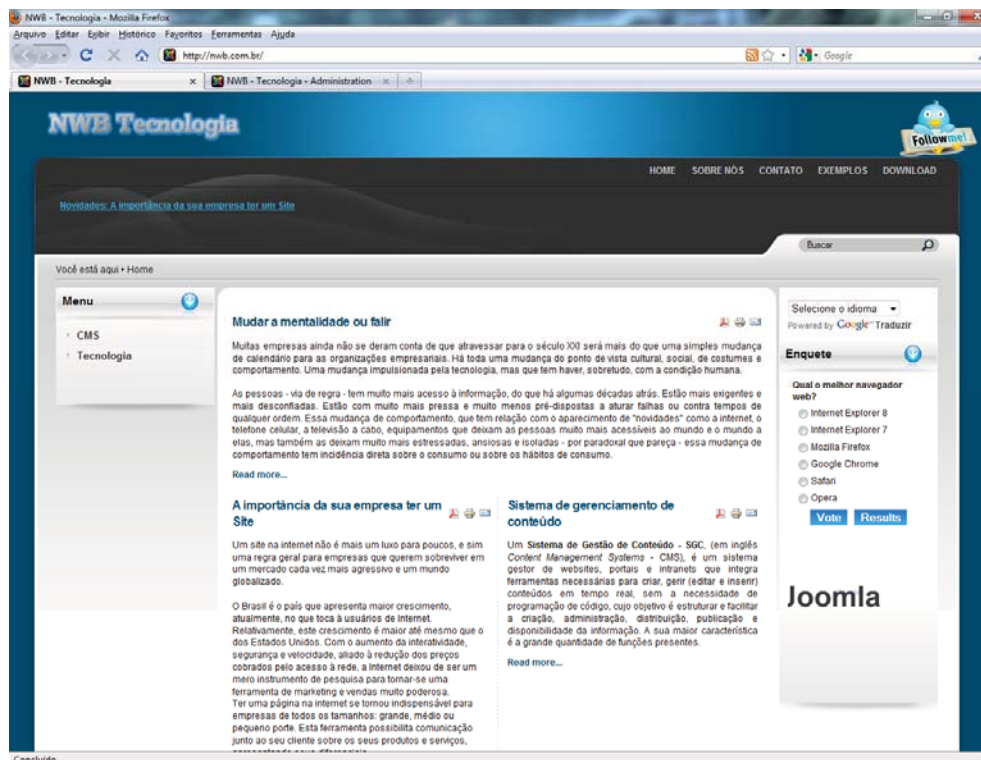 NWB - Tecnologia - Mozilla Firefox
Arquivo Editar Exibir Histórico Favoritos Ferramentas Ajuda
http://nwb.com.br/
Google
NWB - Tecnologia
NWB - Tecnologia - Administration
NWB Tecnologia
Followme!
HOME SOBRE NÓS CONTATO EXEMPLOS DOWNLOAD
Novidades: A importância da sua empresa ter um Site
Buscar
Você está aqui • Home
Menu
CMS
Tecnologia
Mudar a mentalidade ou falir
Muitas empresas ainda não se deram conta de que atravessar para o século XXI será mais do que uma simples mudança
de calendário para as organizações empresariais. Há toda uma mudança do ponto de vista cultural, social, de costumes e
comportamento. Uma mudança impulsionada pela tecnologia, mas que tem haver, sobretudo, com a condição humana.
As pessoas - via de regra - tem muito mais acesso à informação, do que há algumas décadas atrás. Estão mais exigentes e
mais desconfiadas. Estão com muito mais pressa e muito menos pré-dispostas a aturar falhas ou contra tempos de
qualquer ordem. Essa mudança de comportamento, que tem relação com o aparecimento de "novidades" como a internet, o
telefone celular, a televisão a cabo, equipamentos que deixam as pessoas muito mais acessíveis ao mundo e o mundo a
elas, mas também as deixam muito mais estressadas, ansiosas e isoladas - por paradoxal que pareça - essa mudança de
comportamento tem incidência direta sobre o consumo ou sobre os hábitos de consumo.
Read more...
A importância da sua empresa ter um
Site
Um site na internet não é mais um luxo para poucos, e sim
uma regra geral para empresas que querem sobreviver em
um mercado cada vez mais agressivo e um mundo
globalizado.
O Brasil é o país que apresenta maior crescimento,
atualmente, no que toca à usuários de Internet.
Relativamente, este crescimento é maior até mesmo que o
dos Estados Unidos. Com o aumento da interatividade,
segurança e velocidade, aliado à redução dos preços
cobrados pelo acesso à rede, a Internet deixou de ser um
mero instrumento de pesquisa para tornar-se uma
ferramenta de marketing e vendas muito poderosa.
Ter uma página na internet se tornou indispensável para
empresas de todos os tamanhos: grande, médio ou
pequeno porte. Esta ferramenta possibilita comunicação
junto ao seu cliente sobre os seus produtos e serviços,
Sistema de gerenciamento de
conteúdo
Um Sistema de Gestão de Conteúdo - SGC, (em inglês
Content Management Systems - CMS), é um sistema
gestor de websites, portais e intranets que integra
ferramentas necessárias para criar, gerir (editar e inserir)
conteúdos em tempo real, sem a necessidade de
programação de código, cujo objetivo é estruturar e facilitar
a criação, administração, distribuição, publicação e
disponibilidade da informação. A sua maior característica
é a grande quantidade de funções presentes.
Read more...
Selecione o idioma
Powered by Google™ Traduzir
Enquete
Qual o melhor navegador
web?
Internet Explorer 8
Internet Explorer 7
Mozilla Firefox
Google Chrome
Safari
Opera
Vote Results
Joomla